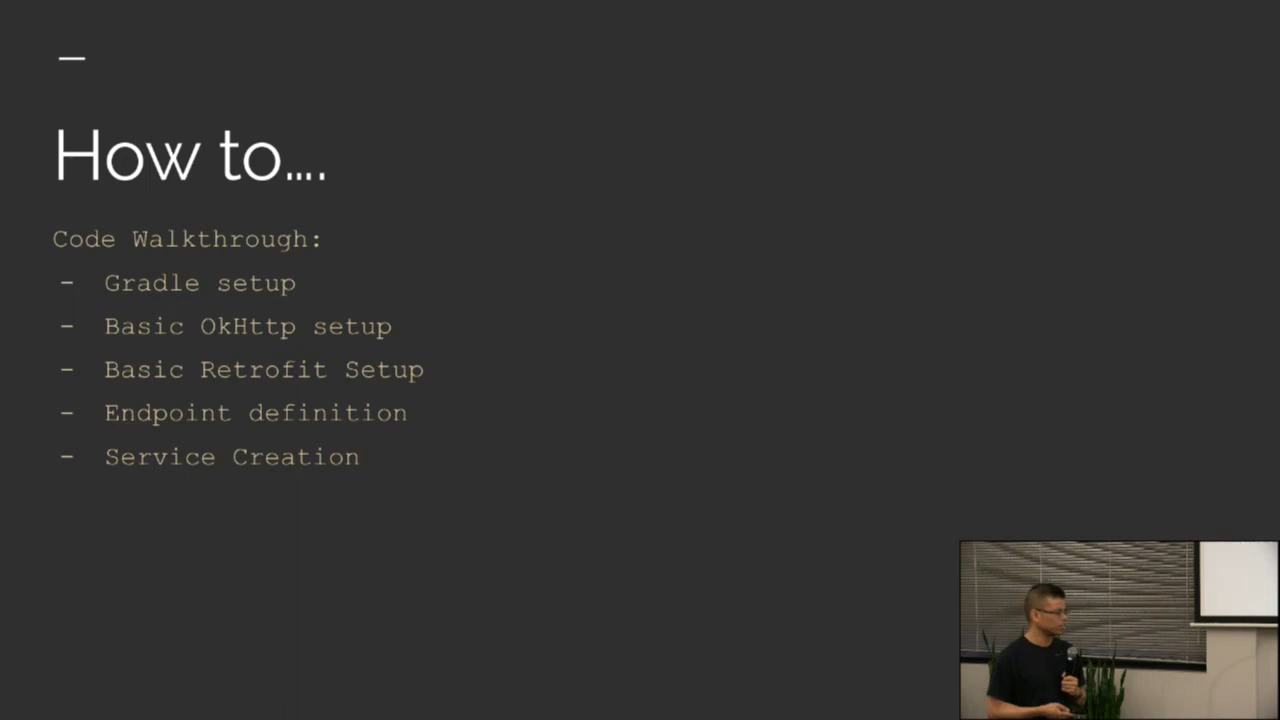 How to....
Code Walkthrough:
- Gradle setup
- Basic OkHttp setup
- Basic Retrofit Setup
- Endpoint definition
- Service Creation